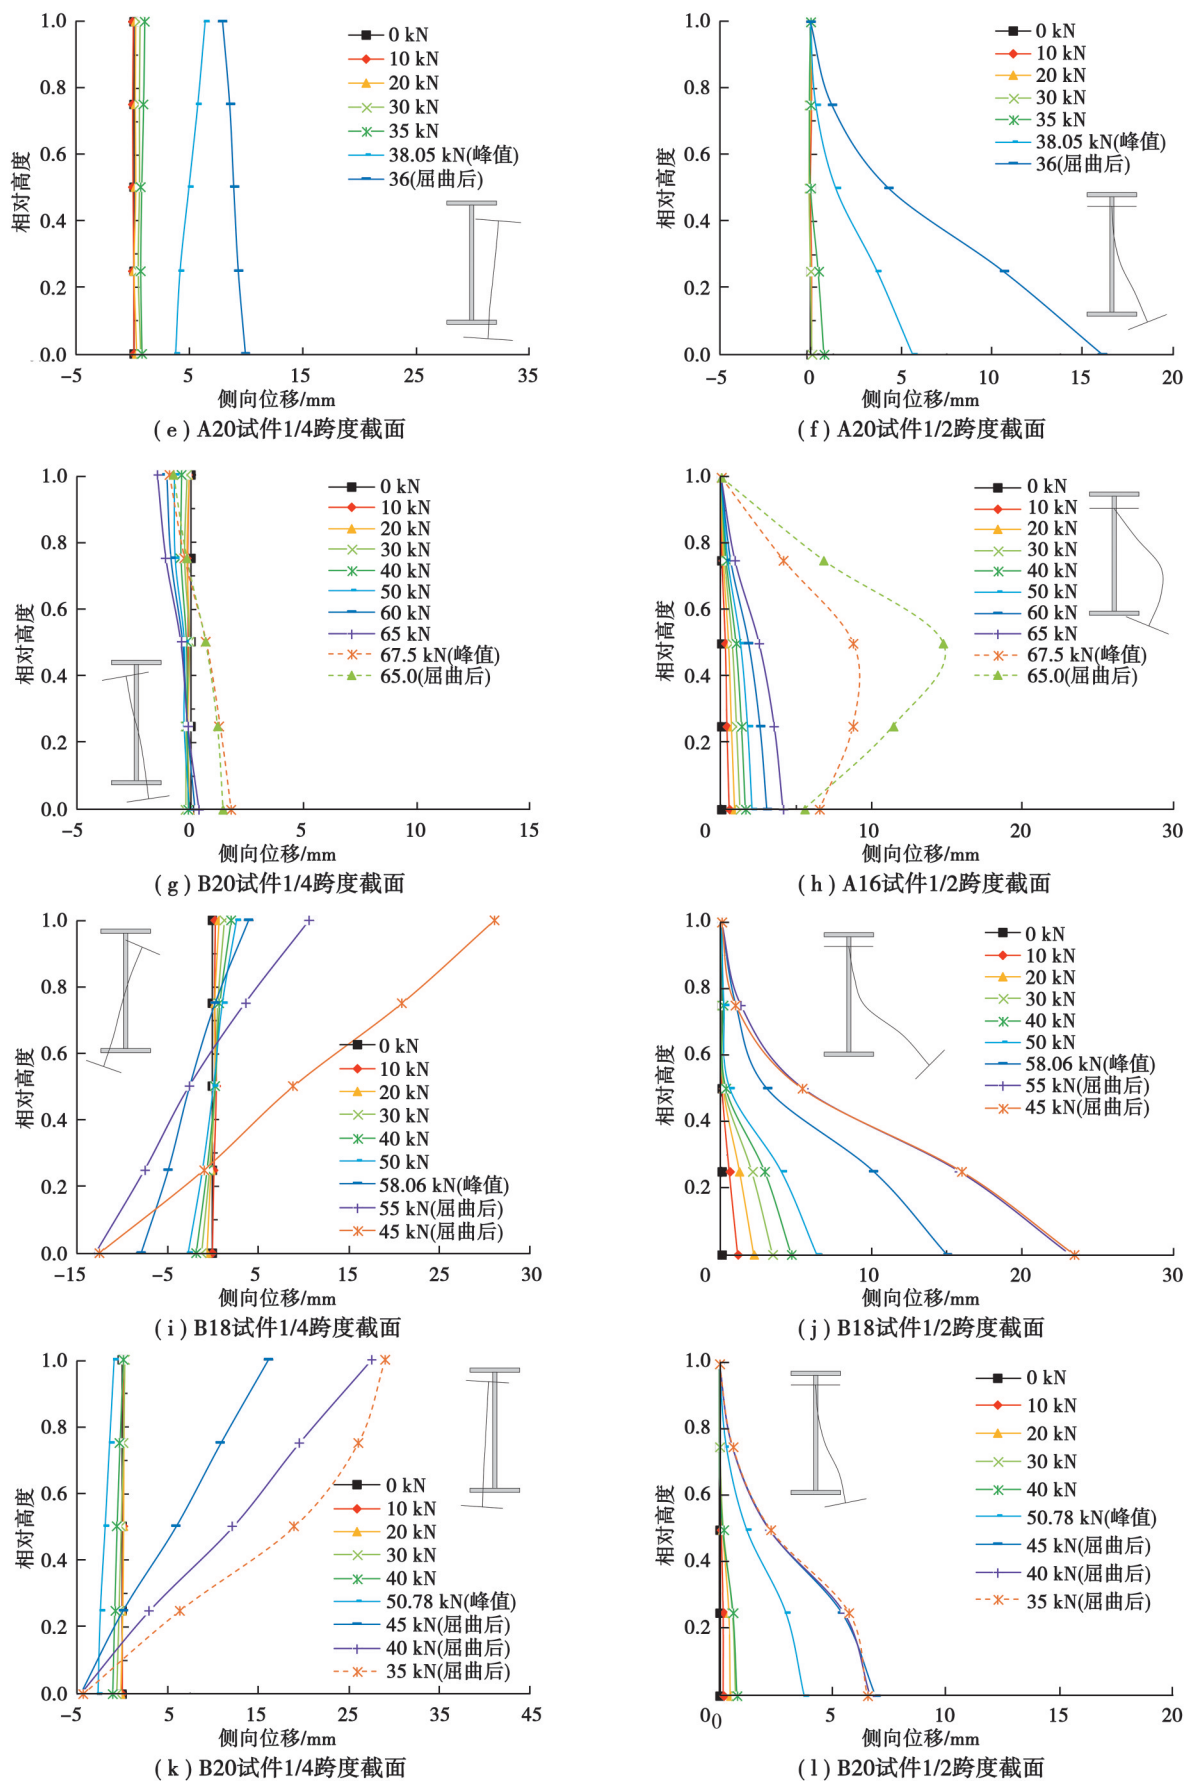 1.0
0.8
0.6
0.4
0.2
0.0
相对高度
-5
5
15
25
35
侧向位移/mm
0 kN
10 kN
20 kN
30 kN
35 kN
38.05 kN(峰值)
36(屈曲后)
(e)A20试件1/4跨度截面
1.0
0.8
0.6
0.4
0.2
0.0
相对高度
-5
0
5
10
15
20
侧向位移/mm
0 kN
10 kN
20 kN
30 kN
35 kN
38.05 kN(峰值)
36(屈曲后)
(f)A20试件1/2跨度截面
1.0
0.8
0.6
0.4
0.2
0.0
相对高度
-5
0
5
10
15
侧向位移/mm
0 kN
10 kN
20 kN
30 kN
40 kN
50 kN
60 kN
65 kN
67.5 kN(峰值)
65.0(屈曲后)
(g)B20试件1/4跨度截面
1.0
0.8
0.6
0.4
0.2
0.0
相对高度
0
10
20
30
侧向位移/mm
0 kN
10 kN
20 kN
30 kN
40 kN
50 kN
60 kN
65 kN
67.5 kN(峰值)
65.0(屈曲后)
(h)A16试件1/2跨度截面
1.0
0.8
0.6
0.4
0.2
0.0
相对高度
-15
-5
5
15
25
30
侧向位移/mm
0 kN
10 kN
20 kN
30 kN
40 kN
50 kN
58.06 kN(峰值)
55 kN(屈曲后)
45 kN(屈曲后)
(i)B18试件1/4跨度截面
1.0
0.8
0.6
0.4
0.2
相对高度
0
10
20
30
侧向位移/mm
0 kN
10 kN
20 kN
30 kN
40 kN
50 kN
58.06 kN(峰值)
55 kN(屈曲后)
45 kN(屈曲后)
(j)B18试件1/2跨度截面
1.0
0.8
0.6
0.4
0.2
0.0
相对高度
-5
5
15
25
35
45
侧向位移/mm
0 kN
10 kN
20 kN
30 kN
40 kN
50.78 kN(峰值)
45 kN(屈曲后)
40 kN(屈曲后)
35 kN(屈曲后)
(k)B20试件1/4跨度截面
1.0
0.8
0.6
0.4
0.2
0
相对高度
0
5
10
15
20
侧向位移/mm
0 kN
10 kN
20 kN
30 kN
40 kN
50.78 kN(峰值)
45 kN(屈曲后)
40 kN(屈曲后)
35 kN(屈曲后)
(l)B20试件1/2跨度截面